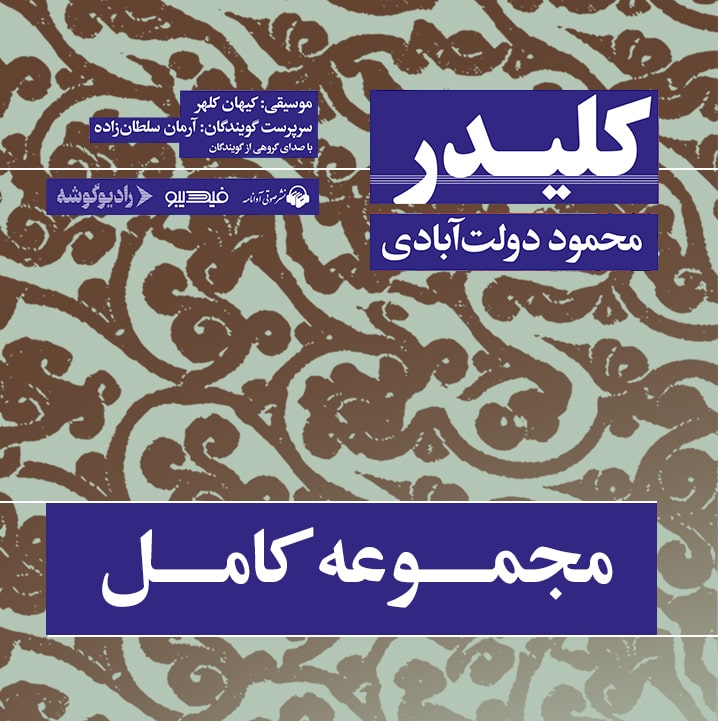 کلیدر
محمود دولت‌آبادی
موسیقی: کیهان کلهر
سرپرست گویندگان: آرمان سلطان‌زاده
با صدای گروهی از گویندگان
نشر صوتی آوانامه فیدیبو رادیوگوشه
مجموعه کامل